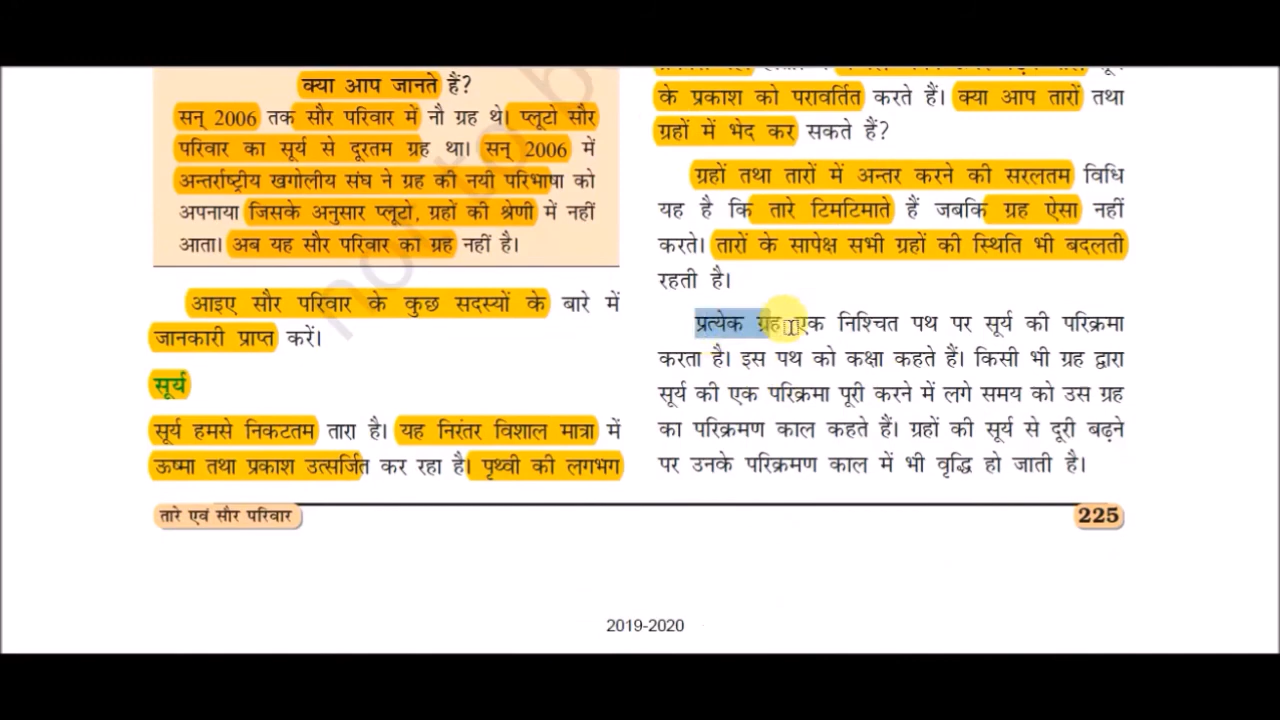 क्या आप जानते हैं?
सन् 2006 तक सौर परिवार में नौ ग्रह थे। प्लूटो सौर
परिवार का सूर्य से दूरतम ग्रह था। सन् 2006 में
अन्तर्राष्ट्रीय खगोलीय संघ ने ग्रह की नयी परिभाषा को
अपनाया जिसके अनुसार प्लूटो, ग्रहों की श्रेणी में नहीं
आता। अब यह सौर परिवार का ग्रह नहीं है।
आइए सौर परिवार के कुछ सदस्यों के बारे में
जानकारी प्राप्त करें।
सूर्य
सूर्य हमसे निकटतम तारा है। यह निरंतर विशाल मात्रा में
ऊष्मा तथा प्रकाश उत्सर्जित कर रहा है। पृथ्वी की लगभग
के प्रकाश को परावर्तित करते हैं। क्या आप तारों तथा
ग्रहों में भेद कर सकते हैं?
ग्रहों तथा तारों में अन्तर करने की सरलतम विधि
यह है कि तारे टिमटिमाते हैं जबकि ग्रह ऐसा नहीं
करते। तारों के सापेक्ष सभी ग्रहों की स्थिति भी बदलती
रहती है।
प्रत्येक ग्रह एक निश्चित पथ पर सूर्य की परिक्रमा
करता है। इस पथ को कक्षा कहते हैं। किसी भी ग्रह द्वारा
सूर्य की एक परिक्रमा पूरी करने में लगे समय को उस ग्रह
का परिक्रमण काल कहते हैं। ग्रहों की सूर्य से दूरी बढ़ने
पर उनके परिक्रमण काल में भी वृद्धि हो जाती है।
तारे एवं सौर परिवार
225
2019-2020
not to b